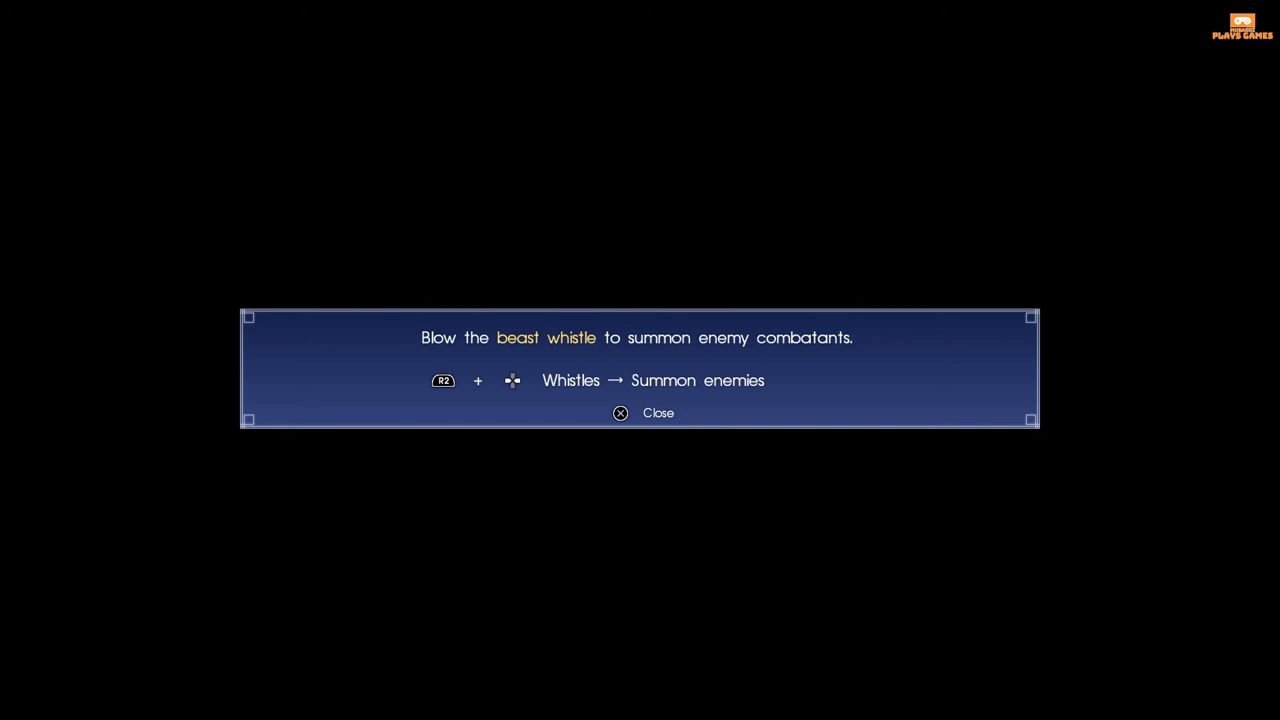 PLAYS GAMES
Blow the beast whistle to summon enemy combatants.
R2 + Whistles → Summon enemies
Close